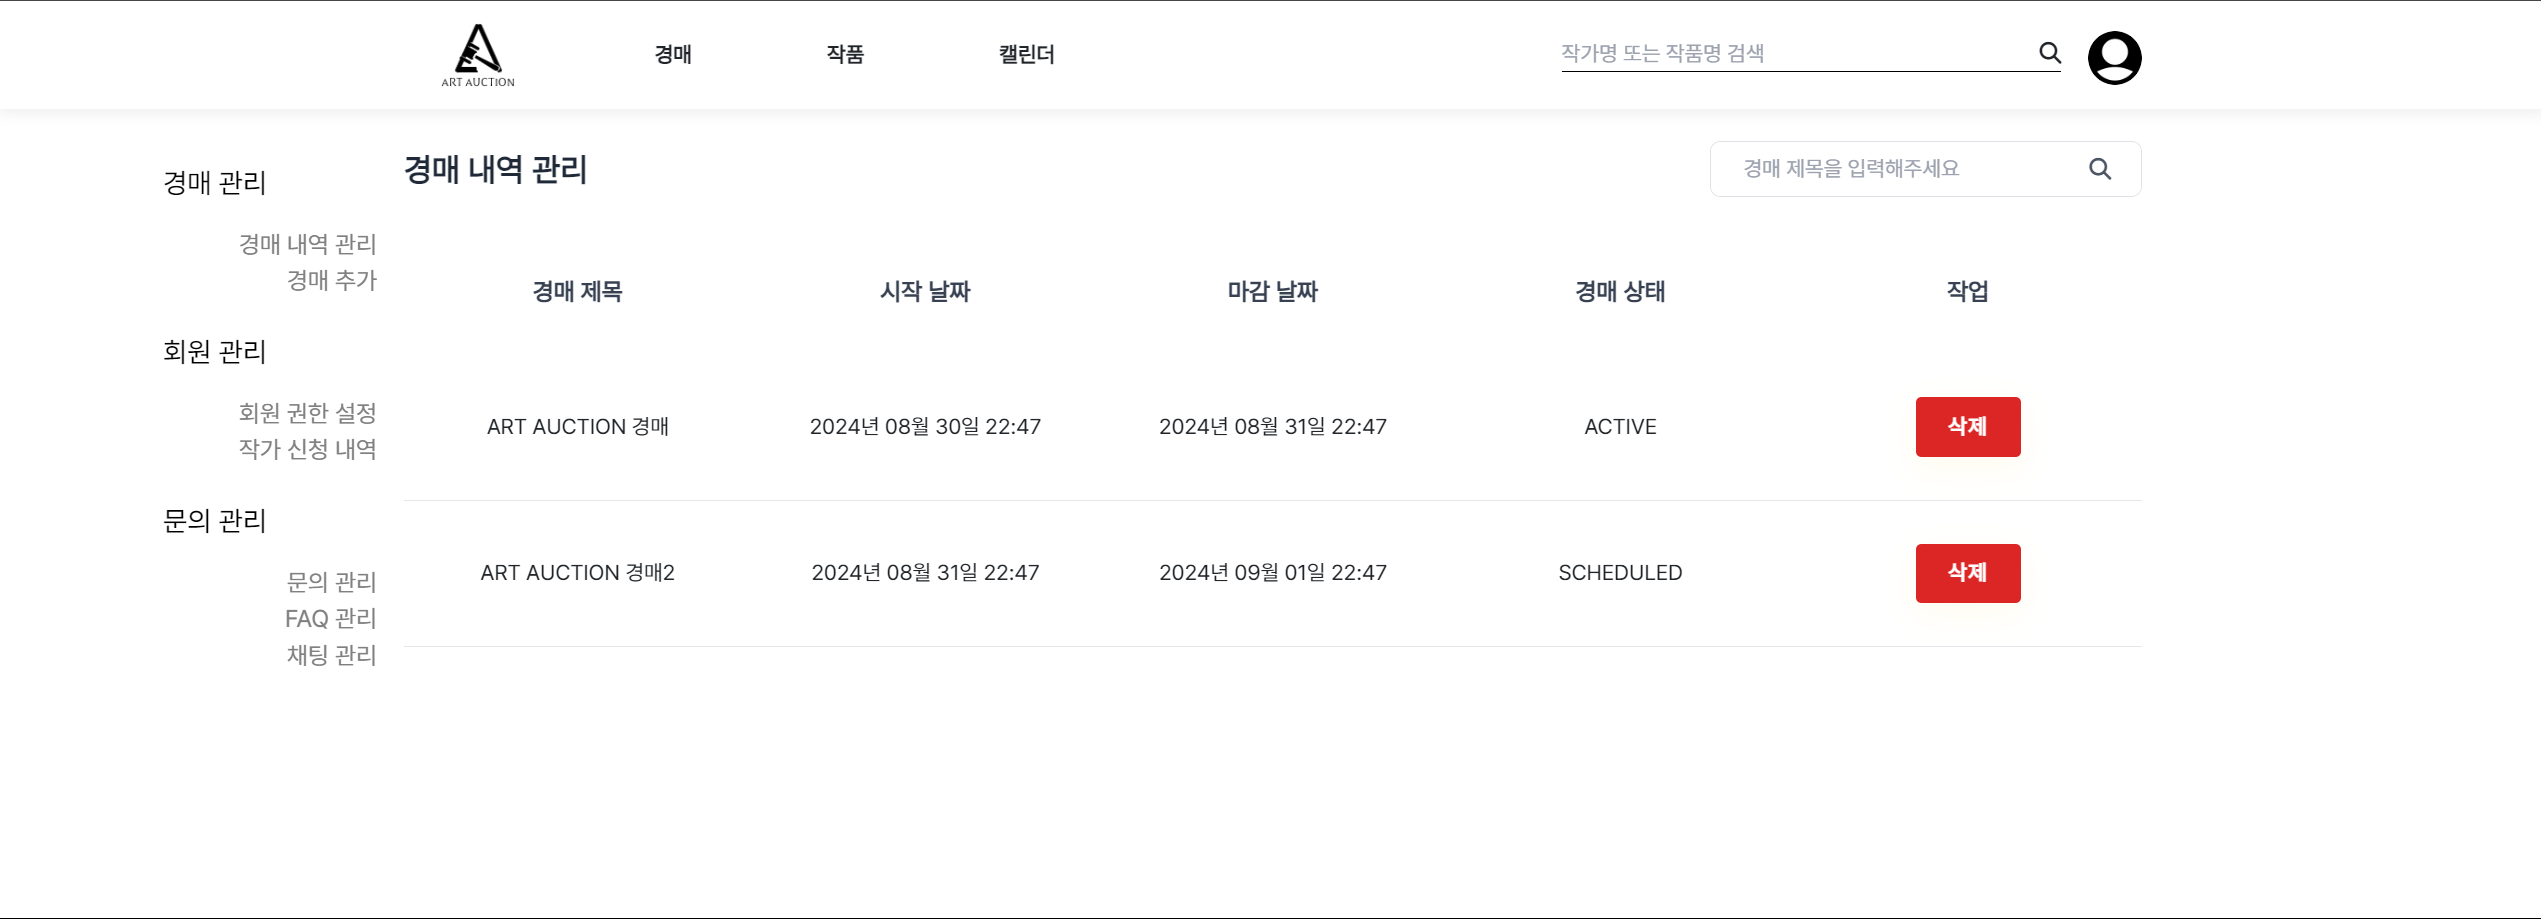 ART AUCTION
경매 작품 캘린더 작가명 또는 작품명 검색
경매 관리
경매 내역 관리
경매 추가
회원 관리
회원 권한 설정
작가 신청 내역
문의 관리
문의 관리
FAQ 관리
채팅 관리
경매 내역 관리 경매 제목을 입력해주세요
경매 제목 시작 날짜 마감 날짜 경매 상태 작업
ART AUCTION 경매 2024년 08월 30일 22:47 2024년 08월 31일 22:47 ACTIVE 삭제
ART AUCTION 경매2 2024년 08월 31일 22:47 2024년 09월 01일 22:47 SCHEDULED 삭제